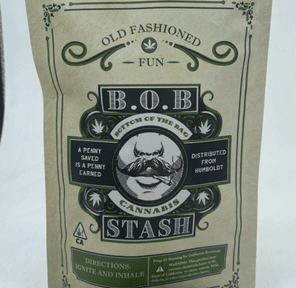 OLD FASHIONED
FUN
B.O.B
BOTTOM OF THE BAG
A PENNY
SAVED
IS A PENNY
EARNED
DISTRIBUTED
FROM
HUMBOLDT
CANNABIS
STASH
CA
DIRECTIONS:
IGNITE AND INHALE